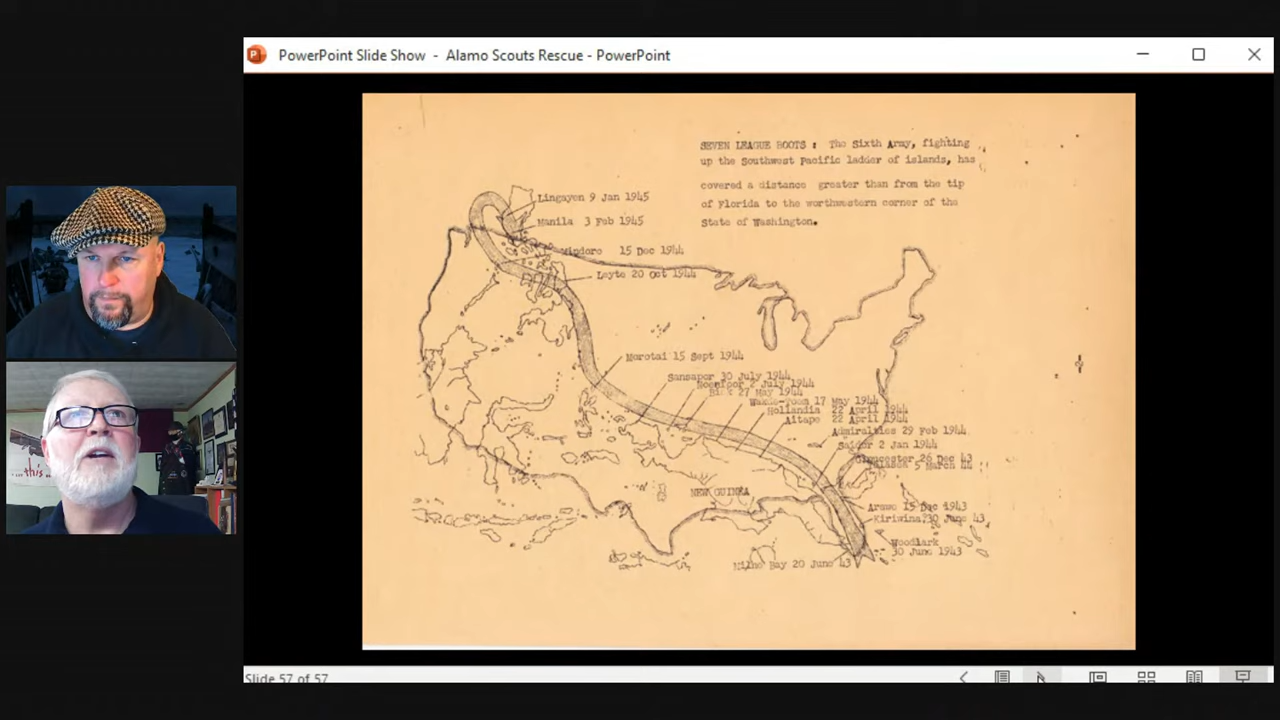 PowerPoint Slide Show - Alamo Scouts Rescue - PowerPoint
SEVEN LEAGUE BOOTS : The Sixth Army, fighting
up the Southwest Pacific ladder of islands, has
covered a distance greater than from the tip
of Florida to the northwestern corner of the
State of Washington.
Lingayen 9 Jan 1945
Manila 3 Feb 1945
Mindoro 15 Dec 1944
Leyte 20 Oct 1944
Morotai 15 Sept 1944
Sansapor 30 July 1944
Noemfoor 2 July 1944
Biak 27 May 1944
Wakde-Toem 17 May 1944
Hollandia 22 April 1944
Aitape 22 April 1944
Admiralties 29 Feb 1944
Saidor 2 Jan 1944
Gloucester 26 Dec 43
5 March 44
NEW GUINEA
Arawe 15 Dec 1943
Kiriwina 30 June 43
Woodlark
30 June 1943
Milne Bay 20 June 43
...this..
Slide 57 of 57